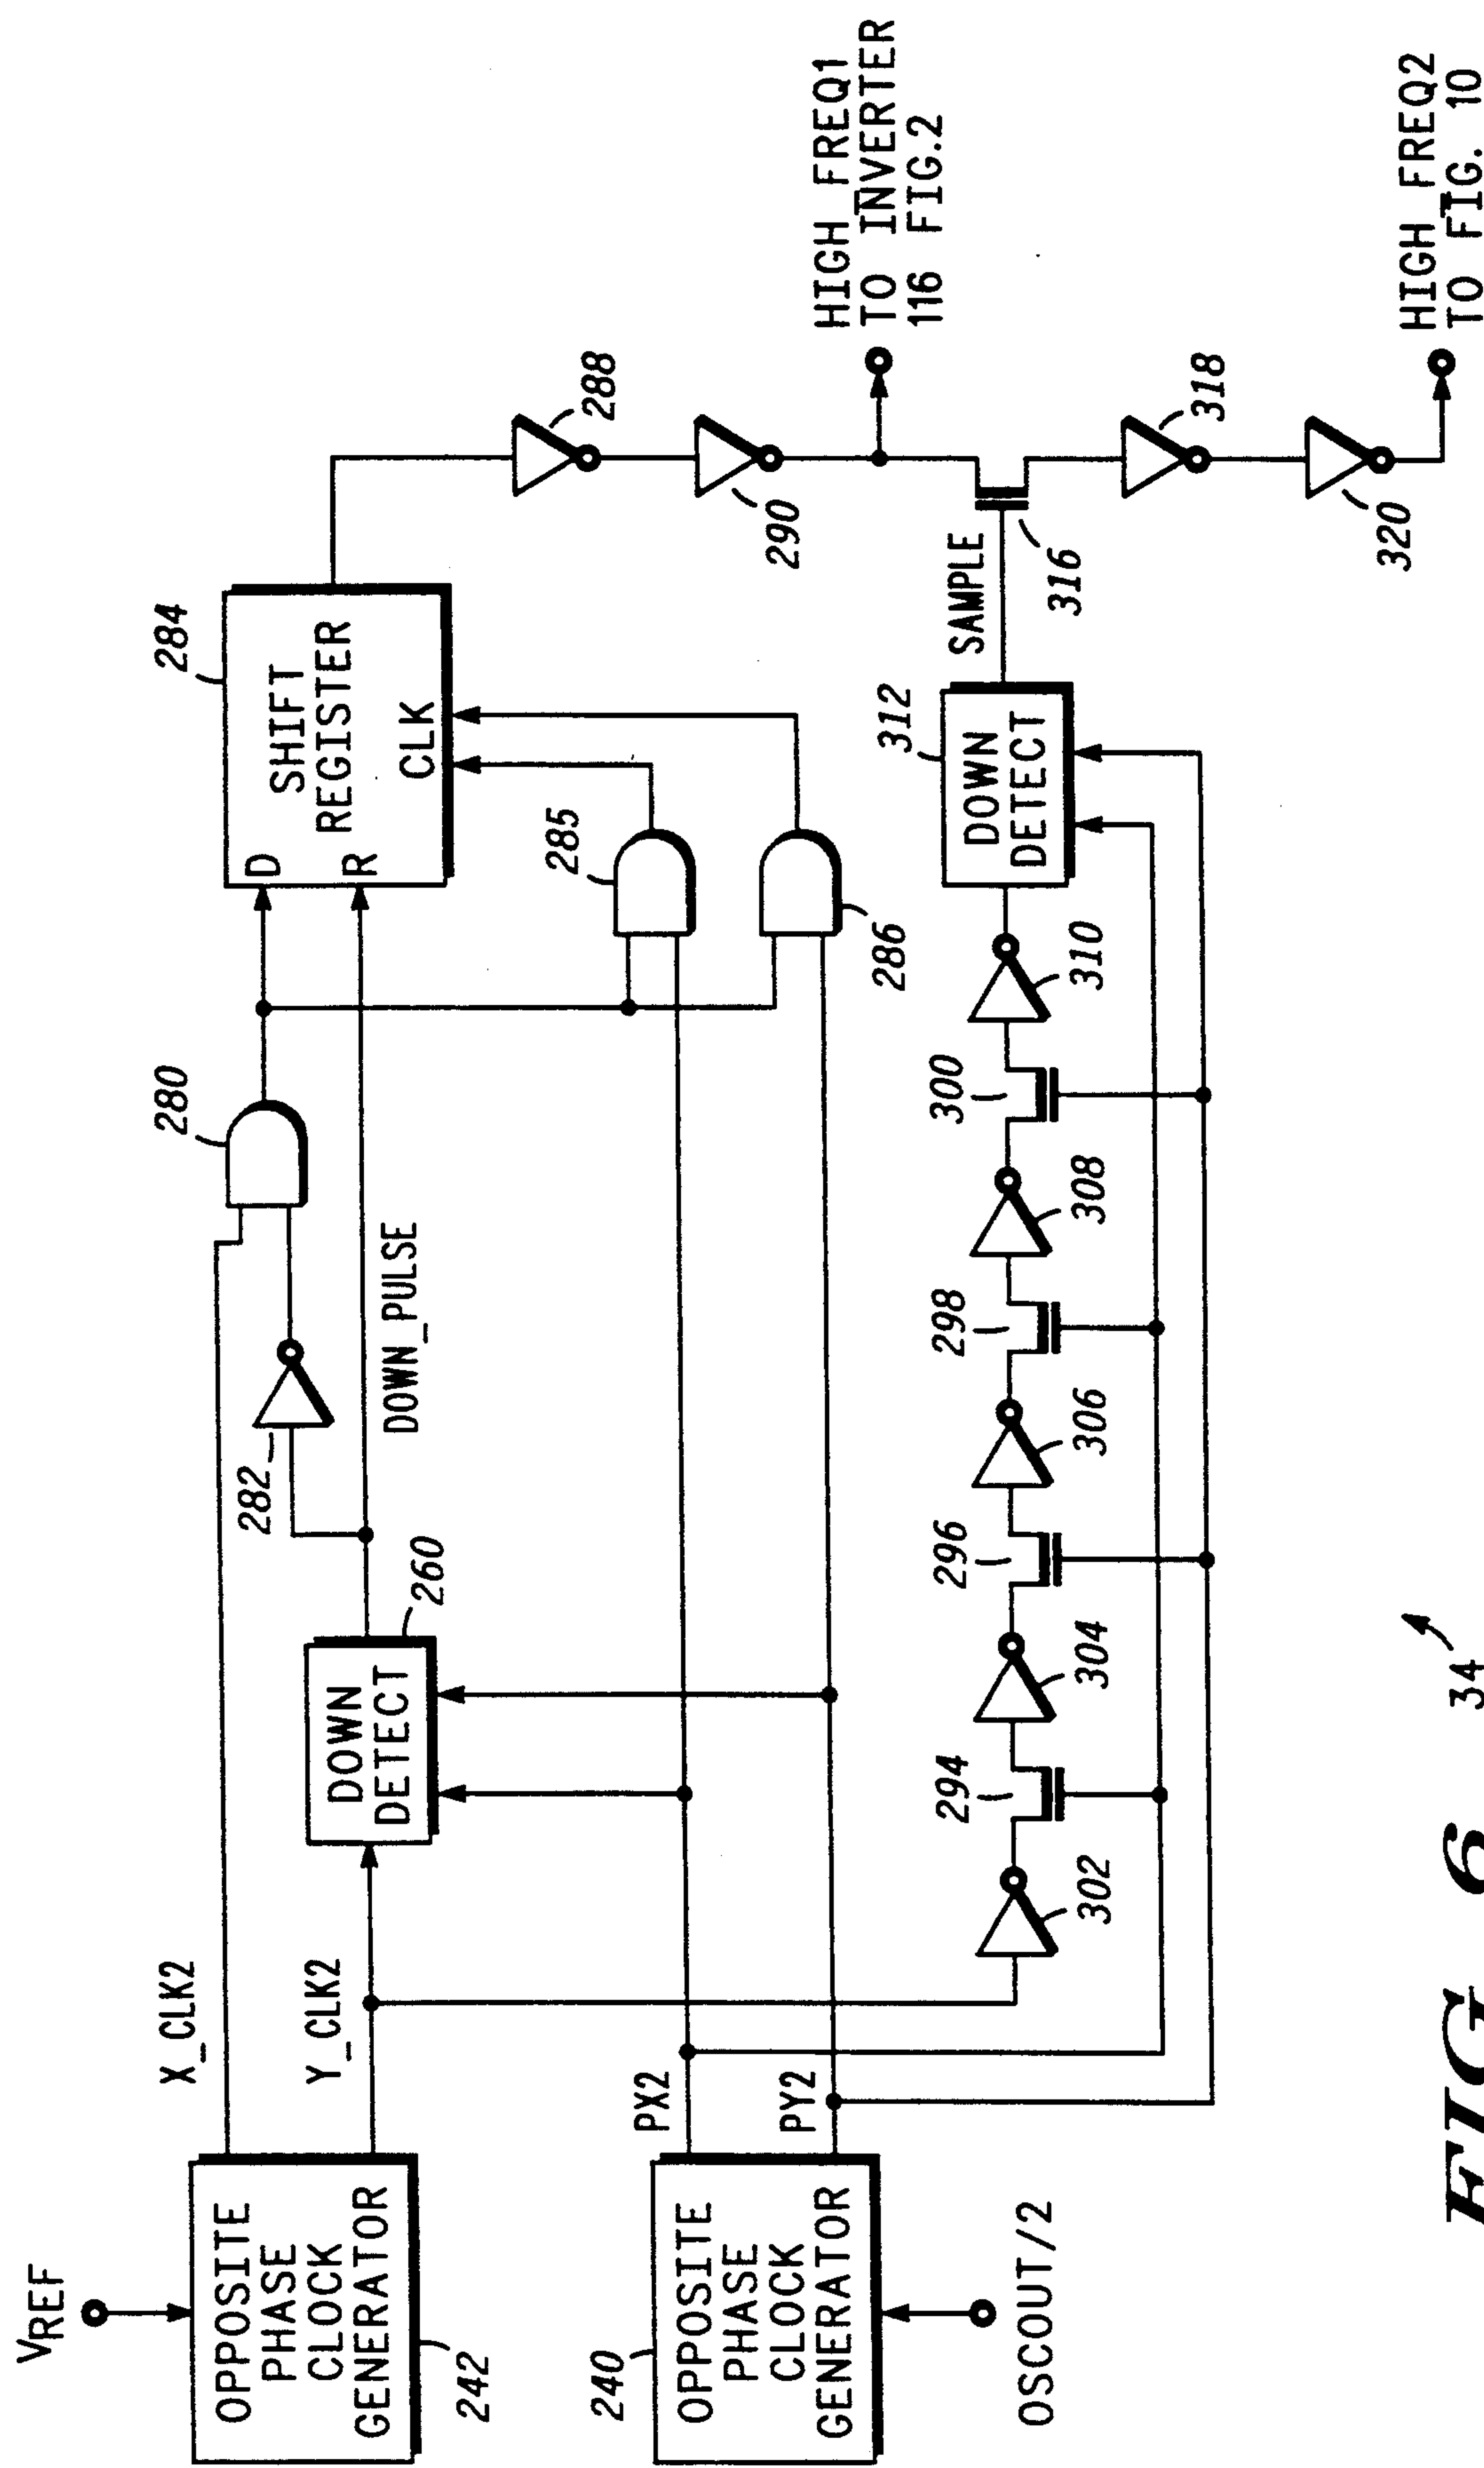 VREF
OPPOSITE
PHASE
CLOCK
GENERATOR
242
X_CLK2
Y_CLK2
DOWN
DETECT
260
282
DOWN_PULSE
280
D
R
SHIFT
REGISTER
CLK
284
285
286
288
290
HIGH_FREQ1
TO INVERTER
116 FIG.2
OPPOSITE
PHASE
CLOCK
GENERATOR
240
OSCOUT/2
PX2
PY2
302
294
304
296
306
298
308
300
310
DOWN
DETECT
312
SAMPLE
316
318
320
HIGH_FREQ2
TO FIG. 10
FIG. 6
34